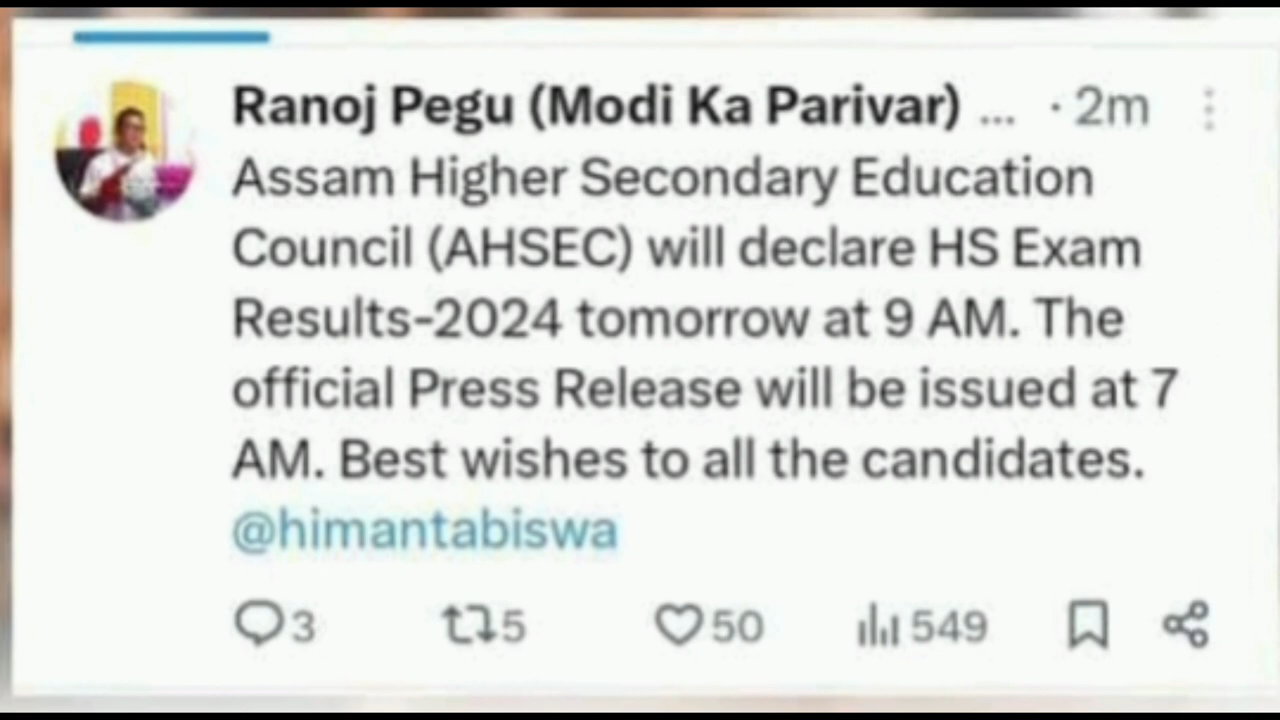 Ranoj Pegu (Modi Ka Parivar) ... · 2m
Assam Higher Secondary Education
Council (AHSEC) will declare HS Exam
Results-2024 tomorrow at 9 AM. The
official Press Release will be issued at 7
AM. Best wishes to all the candidates.
@himantabiswa
3 5 50 549